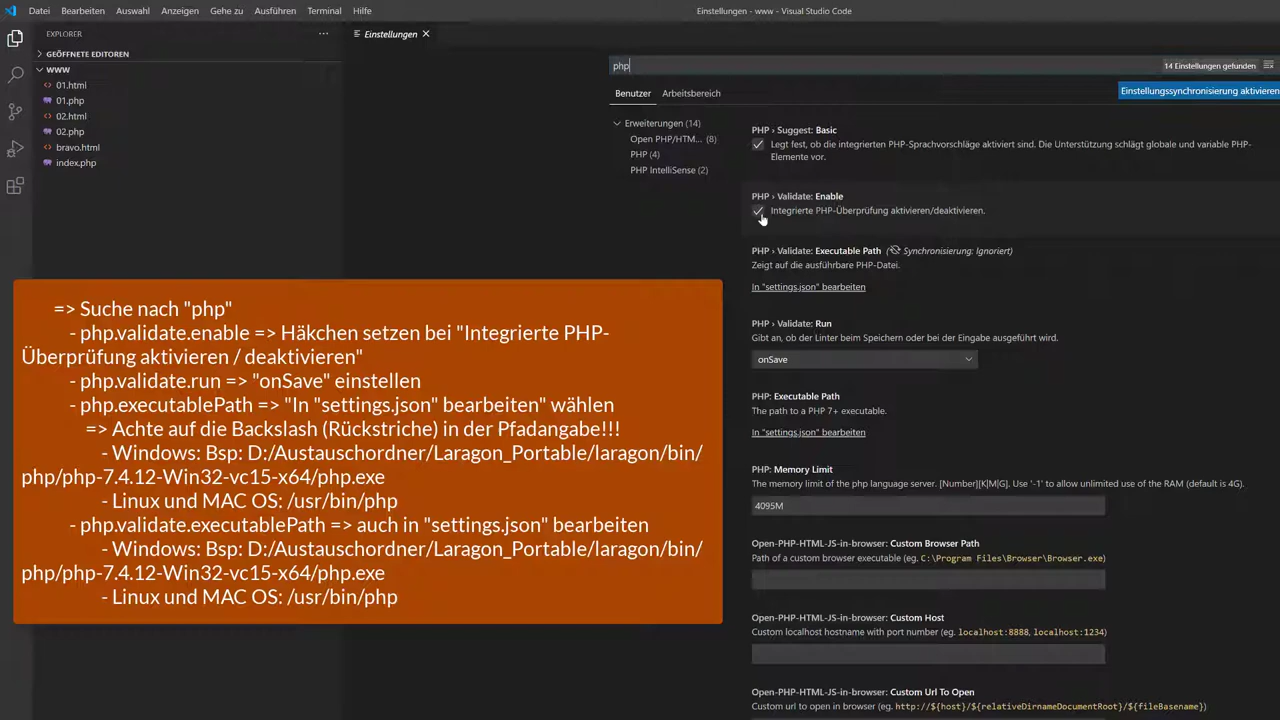 Datei Bearbeiten Auswahl Anzeigen Gehe zu Ausführen Terminal Hilfe
Einstellungen - www - Visual Studio Code
EXPLORER
Einstellungen
GEÖFFNETE EDITOREN
WWW
01.html
01.php
02.html
02.php
bravo.html
index.php
php
14 Einstellungen gefunden
Benutzer Arbeitsbereich
Einstellungssynchronisierung aktivieren
Erweiterungen (14)
Open PHP/HTM... (8)
PHP (4)
PHP IntelliSense (2)
PHP › Suggest: Basic
Legt fest, ob die integrierten PHP-Sprachvorschläge aktiviert sind. Die Unterstützung schlägt globale und variable PHP-
Elemente vor.
PHP › Validate: Enable
Integrierte PHP-Überprüfung aktivieren/deaktivieren.
PHP › Validate: Executable Path (Synchronisierung: Ignoriert)
Zeigt auf die ausführbare PHP-Datei.
In "settings.json" bearbeiten
PHP › Validate: Run
Gibt an, ob der Linter beim Speichern oder bei der Eingabe ausgeführt wird.
onSave
PHP: Executable Path
The path to a PHP 7+ executable.
In "settings.json" bearbeiten
PHP: Memory Limit
The memory limit of the php language server. [Number][K|M|G]. Use '-1' to allow unlimited use of the RAM (default is 4G).
4095M
Open-PHP-HTML-JS-in-browser: Custom Browser Path
Path of a custom browser executable (eg. C:\Program Files\Browser\Browser.exe)
Open-PHP-HTML-JS-in-browser: Custom Host
Custom localhost hostname with port number (eg. localhost:8888, localhost:1234)
Open-PHP-HTML-JS-in-browser: Custom Url To Open
Custom url to open in browser (eg. http://${host}/${relativeDirnameDocumentRoot}/${fileBasename})
=> Suche nach "php"
- php.validate.enable => Häkchen setzen bei "Integrierte PHP-
Überprüfung aktivieren / deaktivieren"
- php.validate.run => "onSave" einstellen
- php.executablePath => "In "settings.json" bearbeiten" wählen
=> Achte auf die Backslash (Rückstriche) in der Pfadangabe!!!
- Windows: Bsp: D:/Austauschordner/Laragon_Portable/laragon/bin/
php/php-7.4.12-Win32-vc15-x64/php.exe
- Linux und MAC OS: /usr/bin/php
- php.validate.executablePath => auch in "settings.json" bearbeiten
- Windows: Bsp: D:/Austauschordner/Laragon_Portable/laragon/bin/
php/php-7.4.12-Win32-vc15-x64/php.exe
- Linux und MAC OS: /usr/bin/php